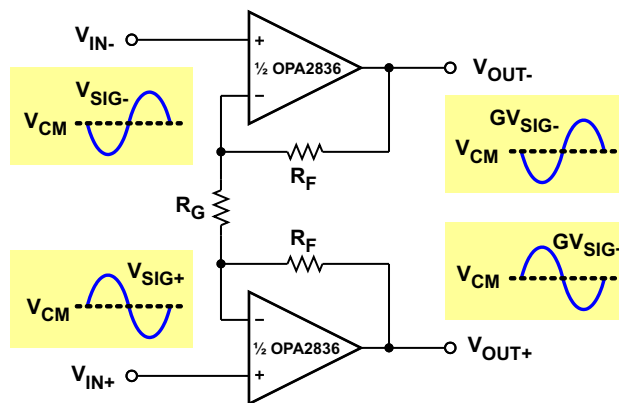 VIN-
½ OPA2836
VOUT-
VSIG-
VCM
GVSIG-
VCM
RF
RG
RF
VSIG+
VCM
GVSIG-
VCM
½ OPA2836
VOUT+
VIN+